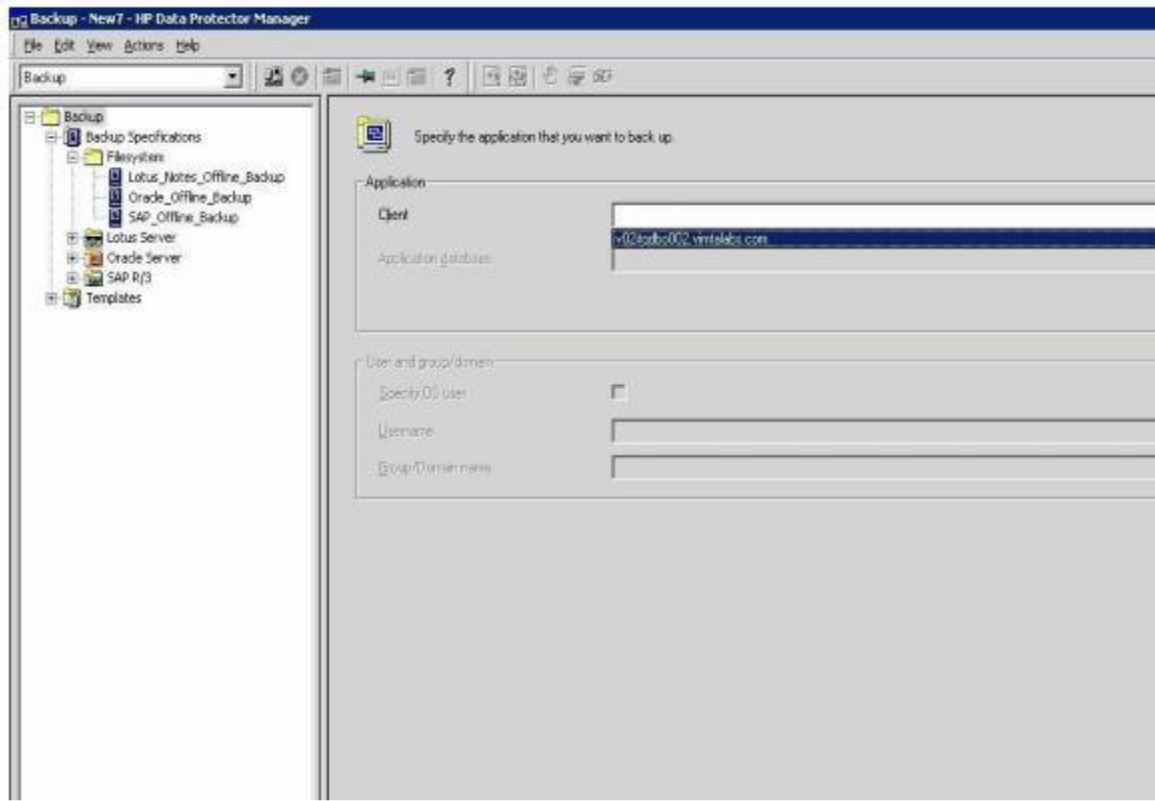 Backup - New7 - HP Data Protector Manager
File Edit View Actions Help
Backup
Backup
Backup Specifications
Filesystem
Lotus_Notes_Offline_Backup
Oracle_Offline_Backup
SAP_Offline_Backup
Lotus Server
Oracle Server
SAP R/3
Templates
Specify the application that you want to back up.
Application
Client
Application database
User and group/domain
Specify OS user
Username
Group/Domain name